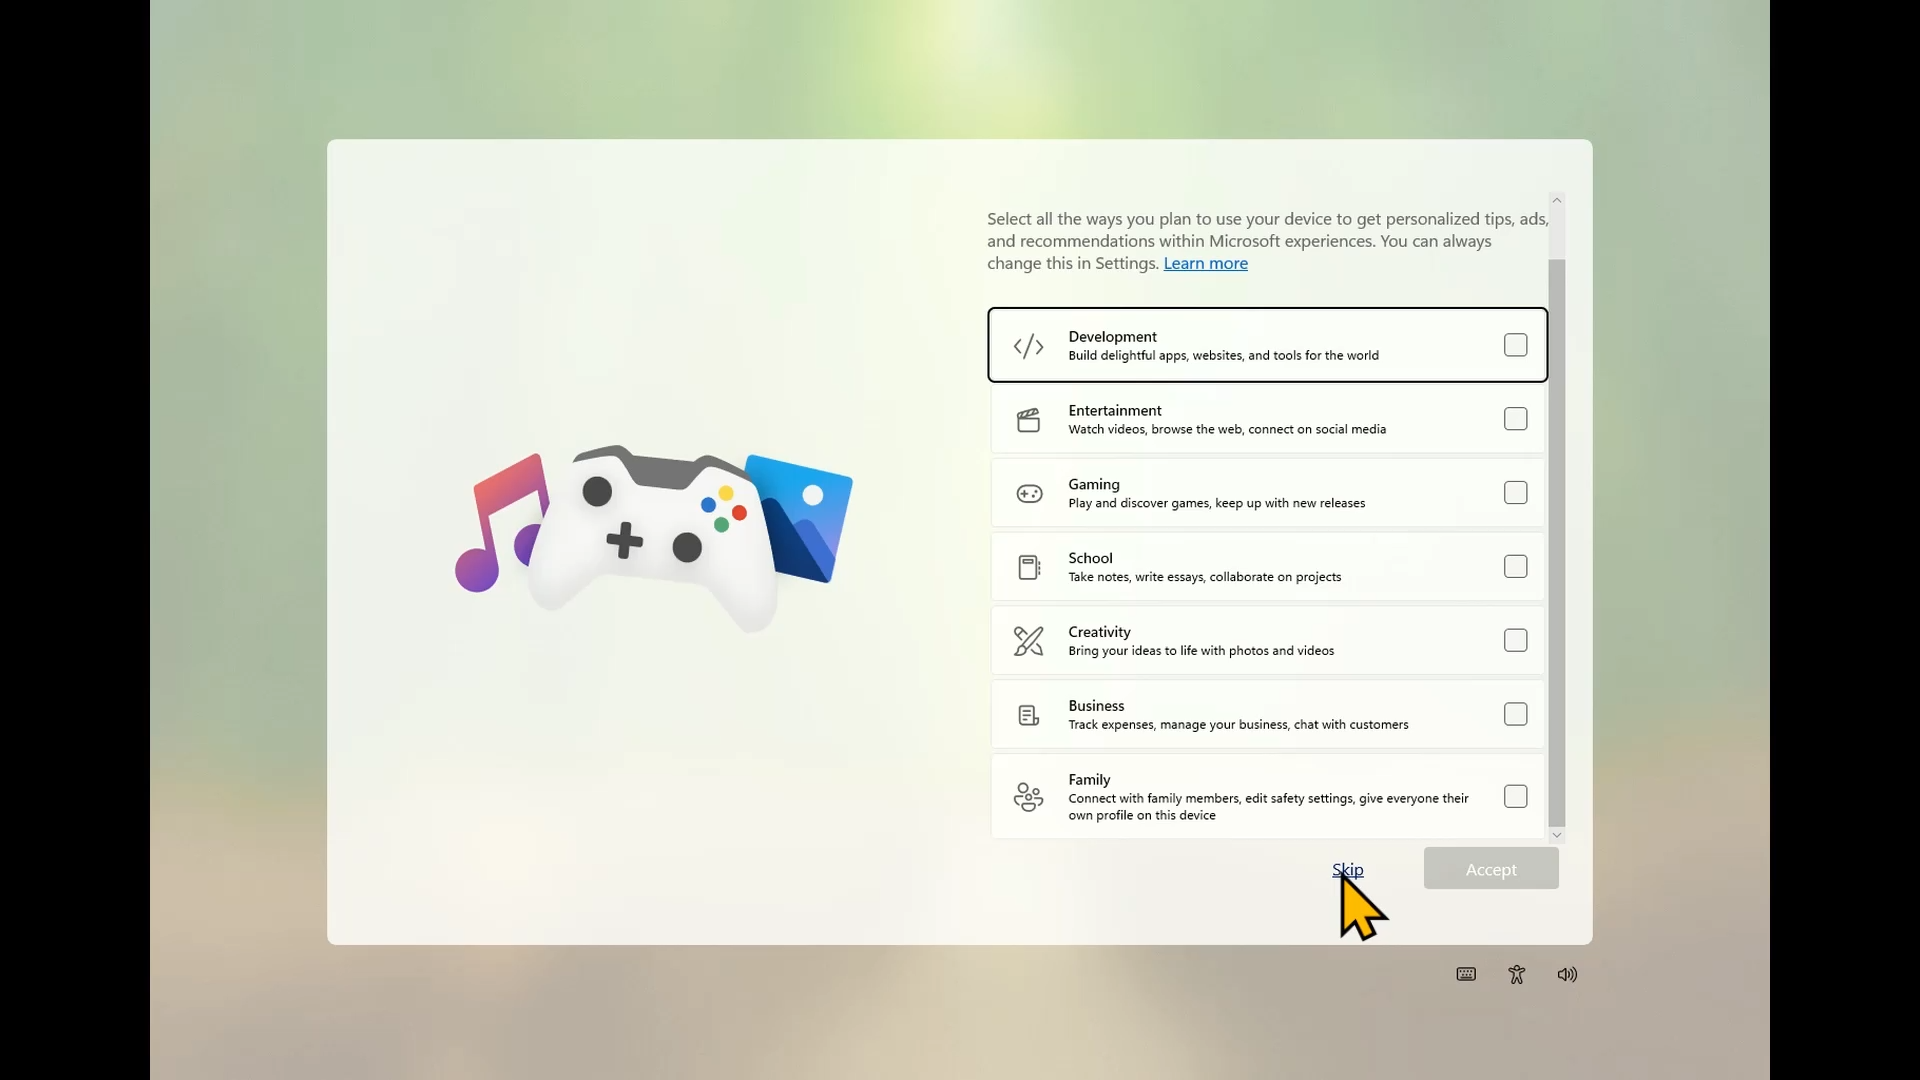 Select all the ways you plan to use your device to get personalized tips, ads,
and recommendations within Microsoft experiences. You can always
change this in Settings. Learn more
Development
Build delightful apps, websites, and tools for the world
Entertainment
Watch videos, browse the web, connect on social media
Gaming
Play and discover games, keep up with new releases
School
Take notes, write essays, collaborate on projects
Creativity
Bring your ideas to life with photos and videos
Business
Track expenses, manage your business, chat with customers
Family
Connect with family members, edit safety settings, give everyone their
own profile on this device
Skip
Accept